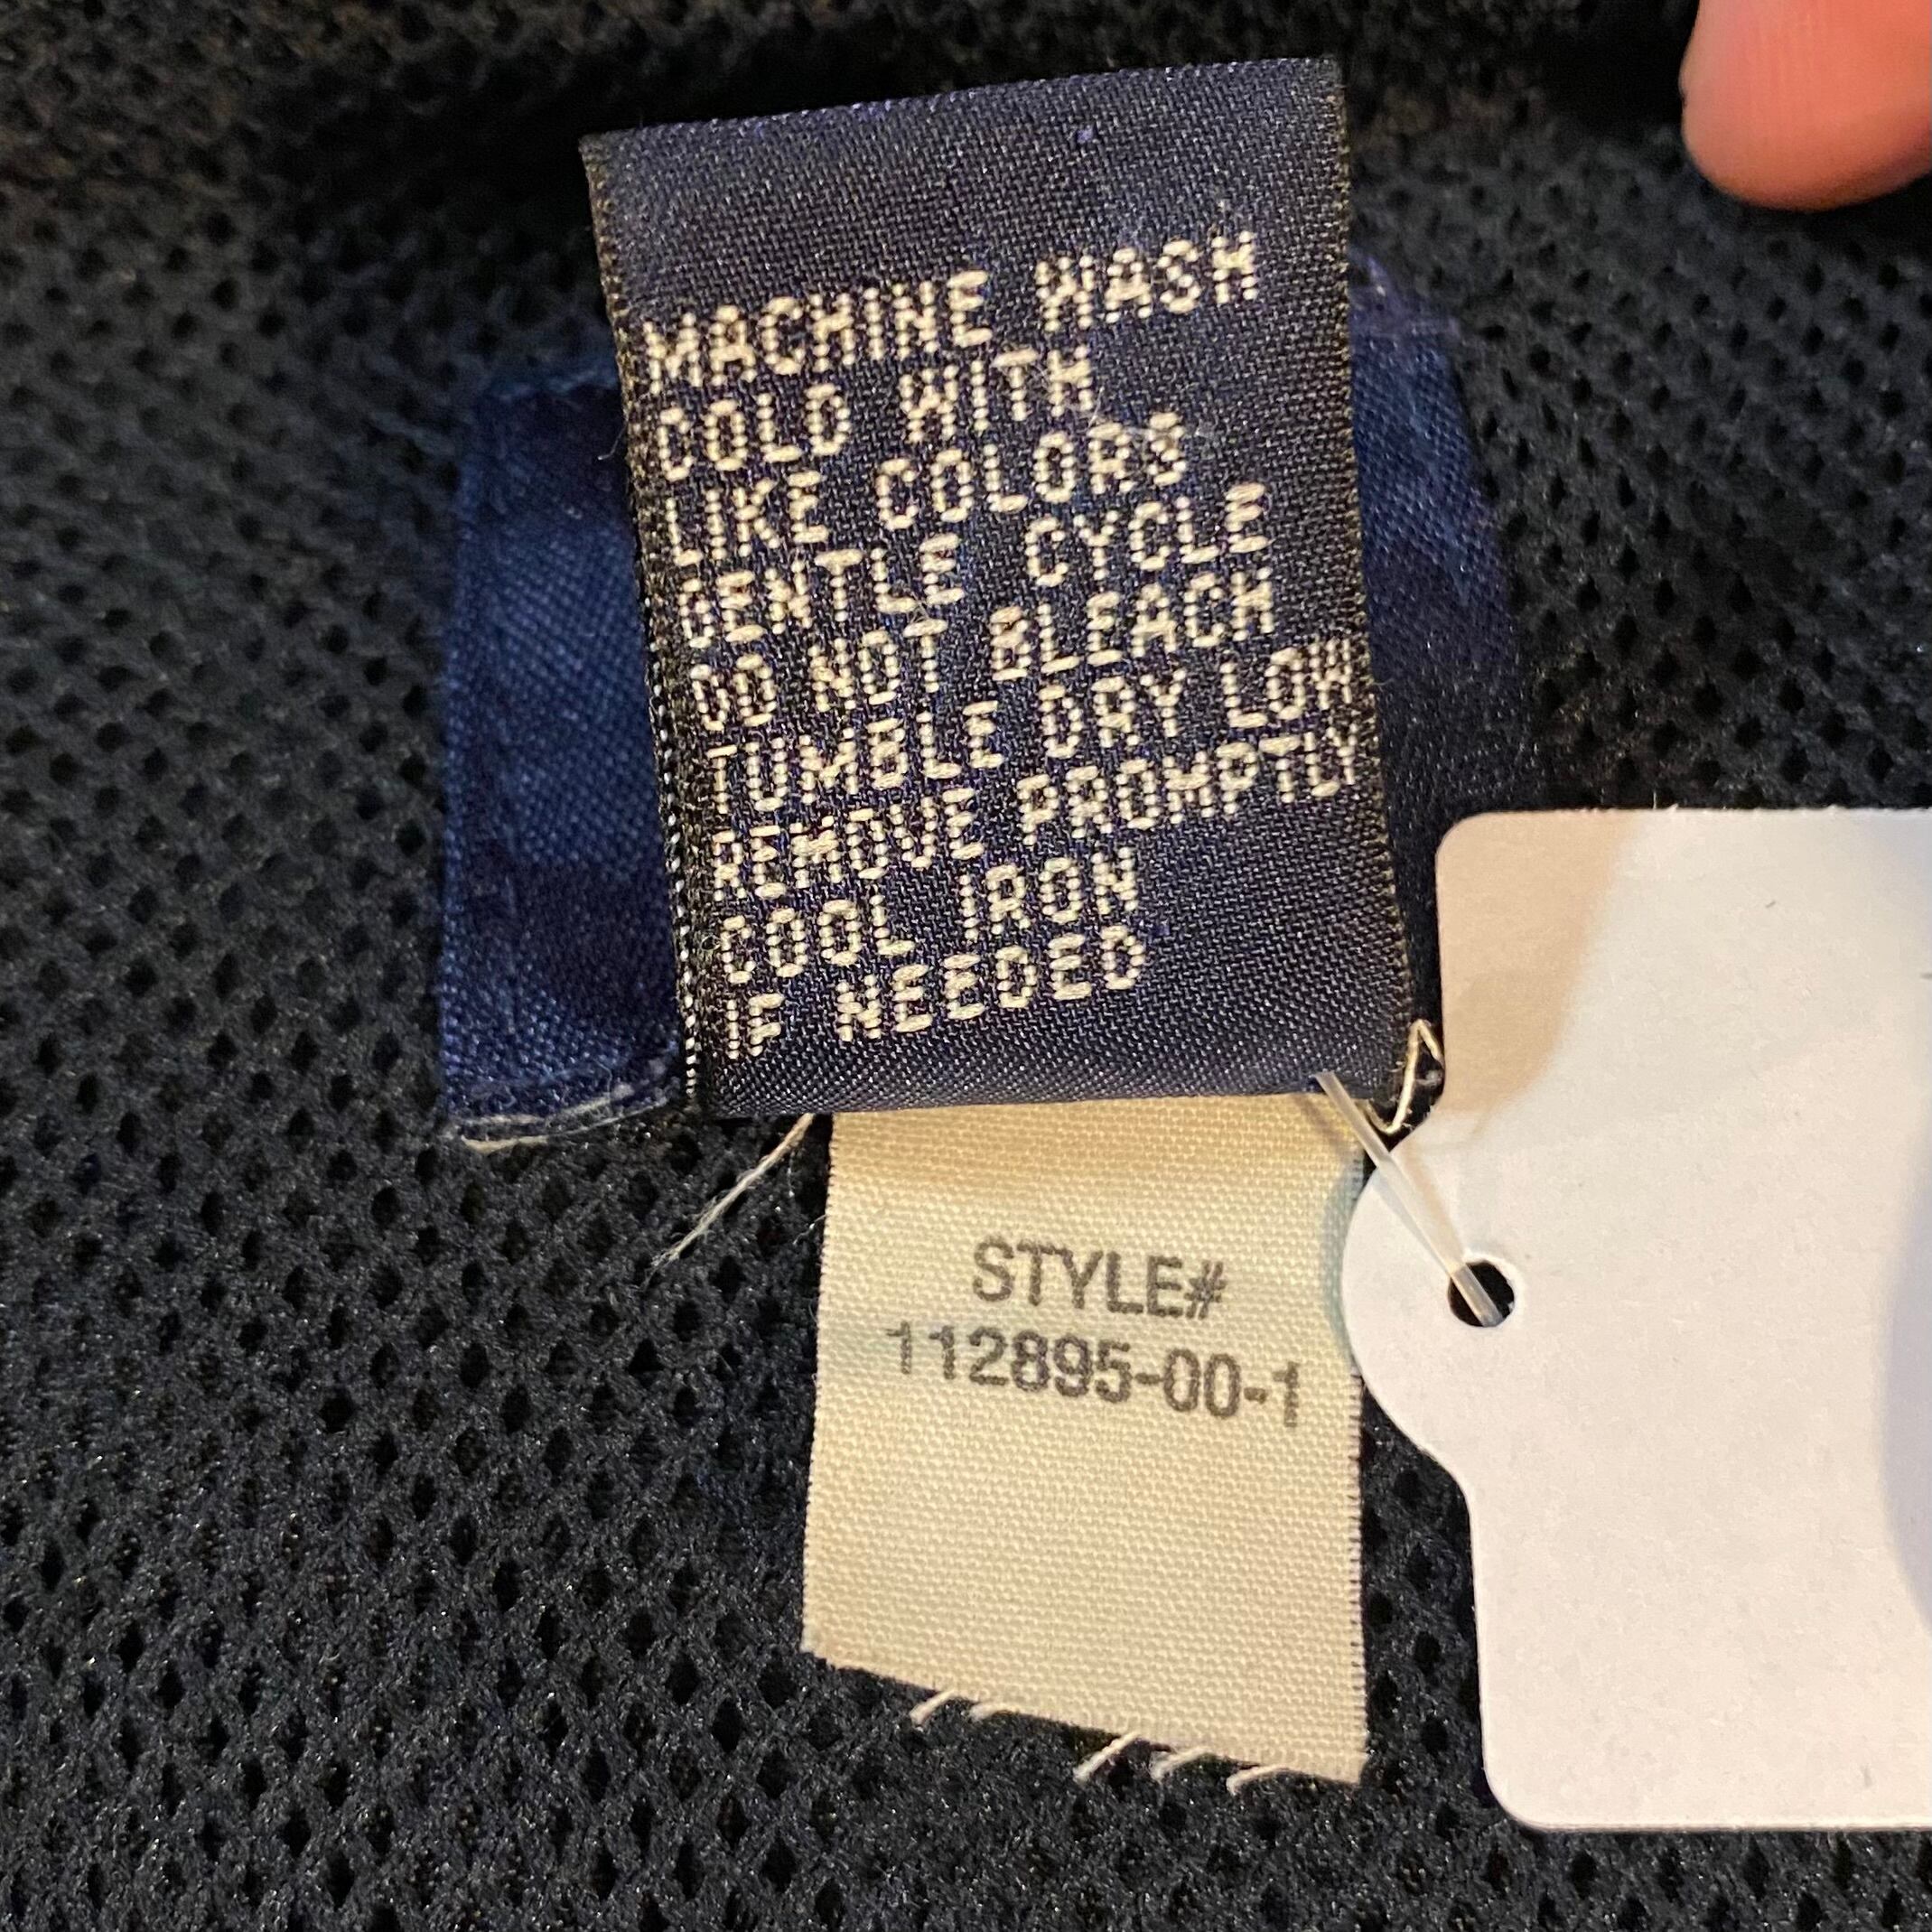 MACHINE WASH
COLD WITH
LIKE COLORS
GENTLE CYCLE
DO NOT BLEACH
TUMBLE DRY LOW
REMOVE PROMPTLY
COOL IRON
IF NEEDED
STYLE#
112895-00-1